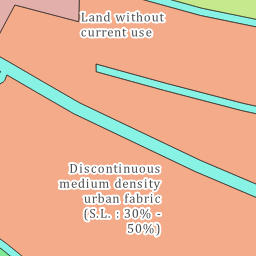 Land without
current use
Discontinuous
medium density
urban fabric
(S.L. : 30% -
50%)